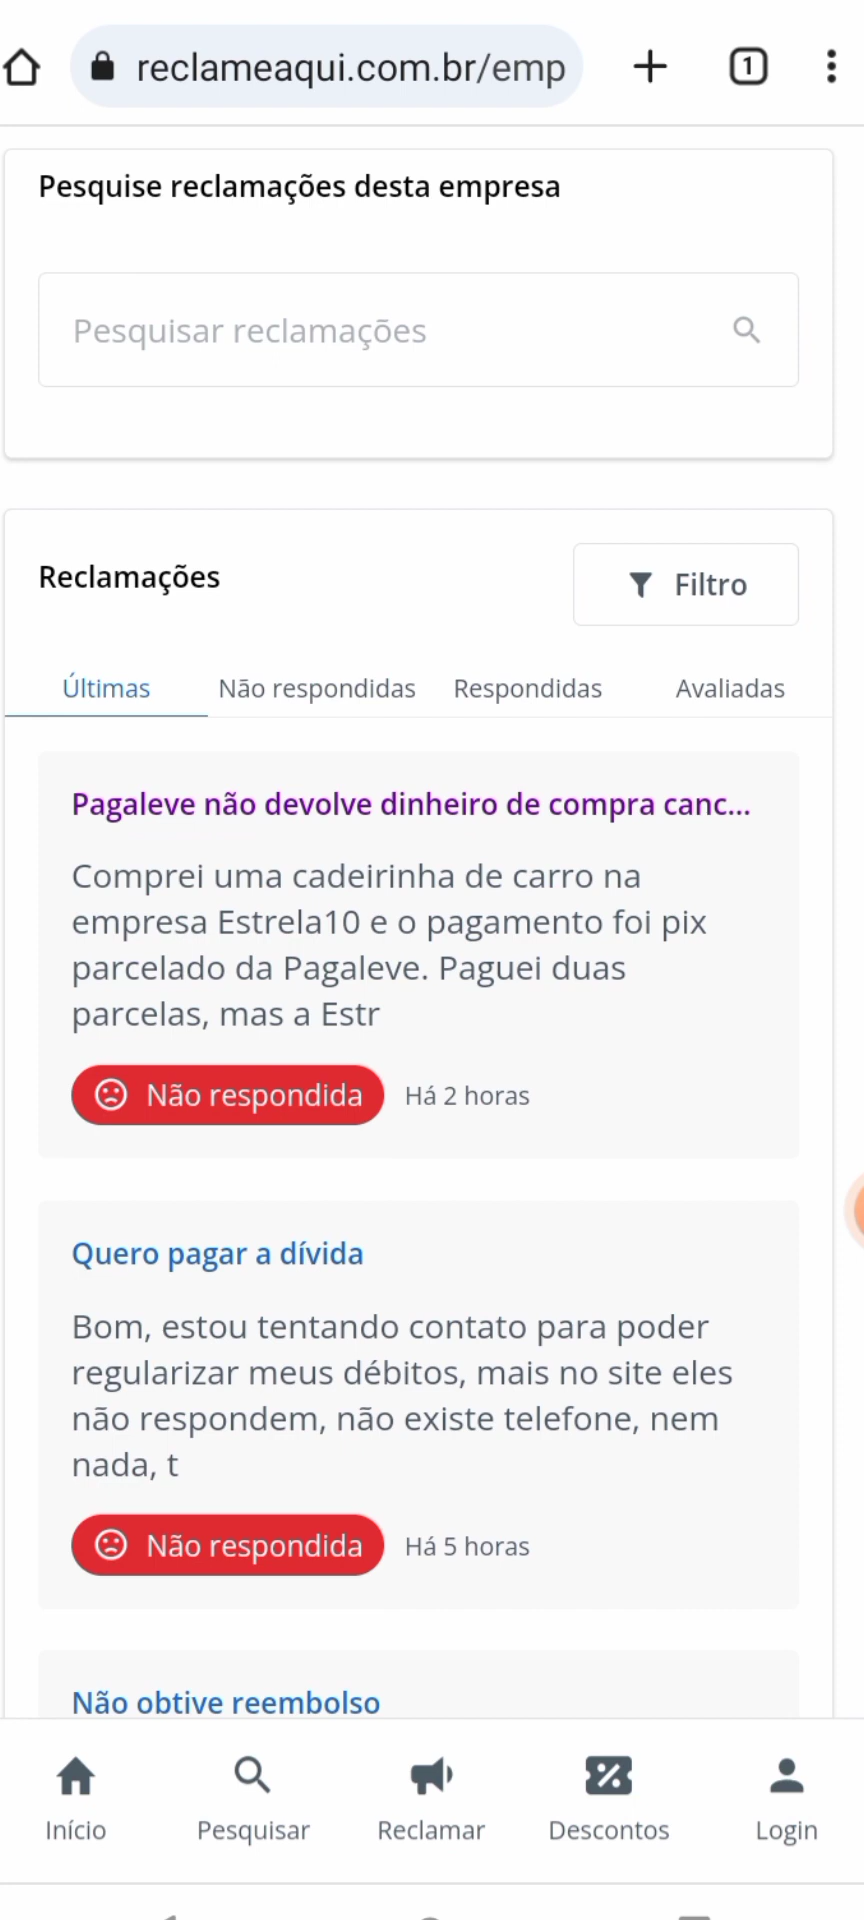 reclameaqui.com.br/emp
1
Pesquise reclamações desta empresa
Pesquisar reclamações
Reclamações
Filtro
Últimas Não respondidas Respondidas Avaliadas
Pagaleve não devolve dinheiro de compra canc...
Comprei uma cadeirinha de carro na
empresa Estrela10 e o pagamento foi pix
parcelado da Pagaleve. Paguei duas
parcelas, mas a Estr
Não respondida Há 2 horas
Quero pagar a dívida
Bom, estou tentando contato para poder
regularizar meus débitos, mais no site eles
não respondem, não existe telefone, nem
nada, t
Não respondida Há 5 horas
Não obtive reembolso
Início Pesquisar Reclamar Descontos Login